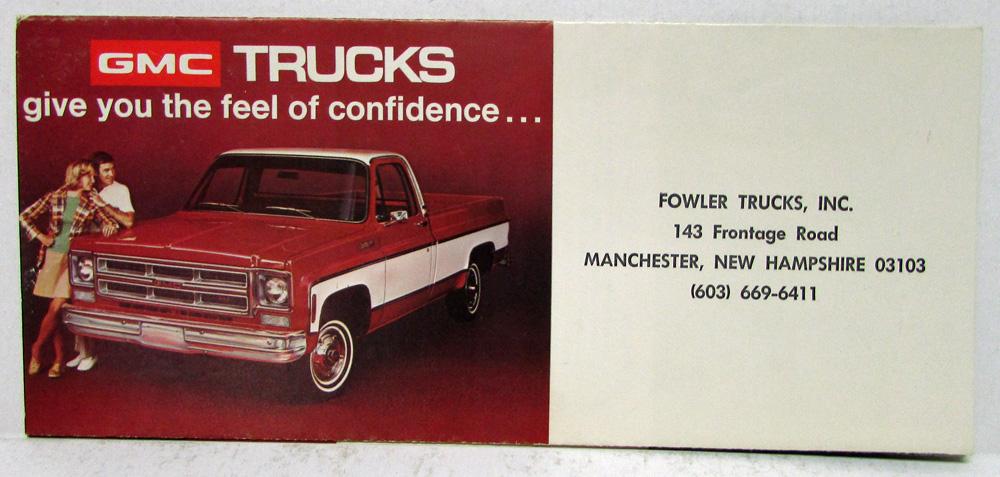 GMC TRUCKS
give you the feel of confidence...
FOWLER TRUCKS, INC.
143 Frontage Road
MANCHESTER, NEW HAMPSHIRE 03103
(603) 669-6411